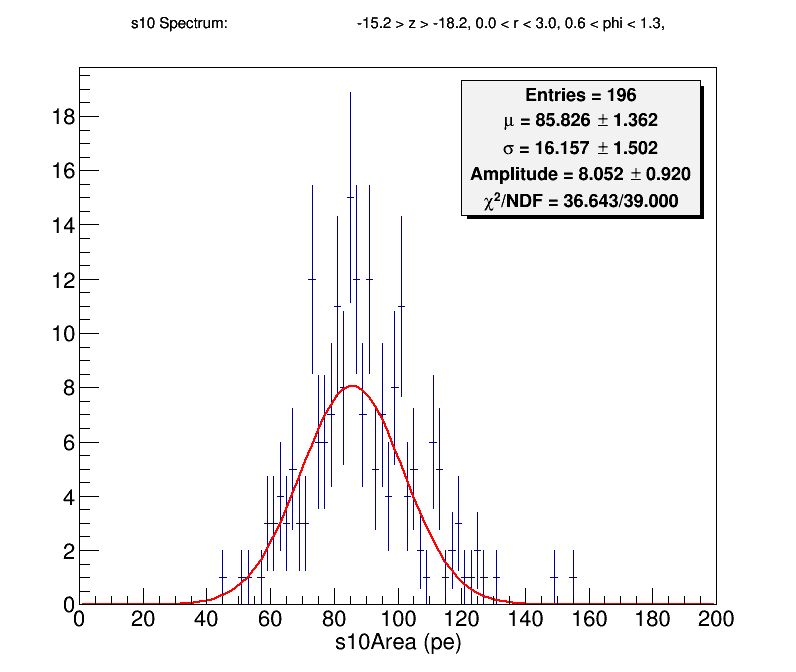 s10 Spectrum: -15.2 > z > -18.2, 0.0 < r < 3.0, 0.6 < phi < 1.3,
Entries = 196
μ = 85.826 ± 1.362
σ = 16.157 ± 1.502
Amplitude = 8.052 ± 0.920
χ²/NDF = 36.643/39.000
18
16
14
12
10
8
6
4
2
0
0 20 40 60 80 100 120 140 160 180 200
s10Area (pe)